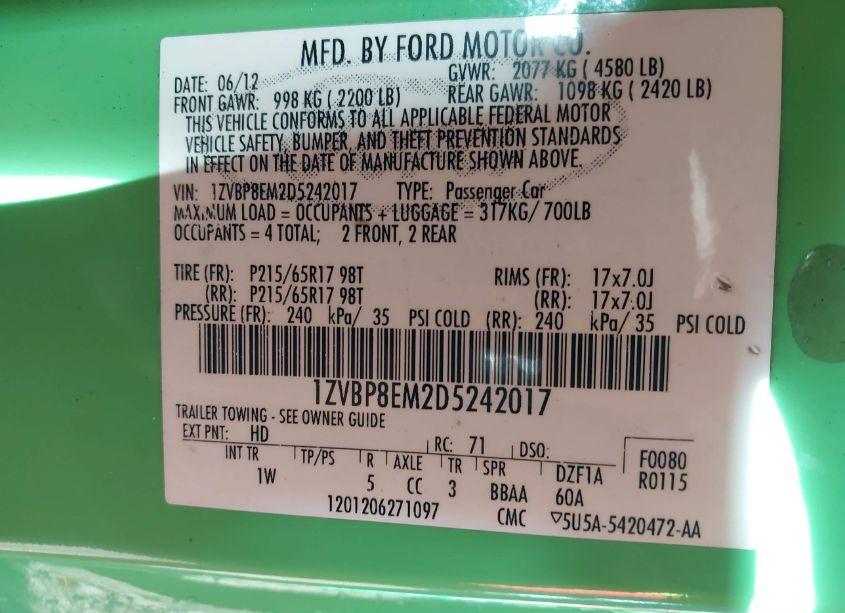 MFD. BY FORD MOTOR CO.
DATE: 06/12 GVWR: 2077 KG ( 4580 LB)
FRONT GAWR: 998 KG ( 2200 LB) REAR GAWR: 1098 KG ( 2420 LB)
THIS VEHICLE CONFORMS TO ALL APPLICABLE FEDERAL MOTOR
VEHICLE SAFETY, BUMPER, AND THEFT PREVENTION STANDARDS
IN EFFECT ON THE DATE OF MANUFACTURE SHOWN ABOVE.
VIN: 1ZVBP8EM2D5242017 TYPE: Passenger Car
MAXIMUM LOAD = OCCUPANTS + LUGGAGE = 317KG/ 700LB
OCCUPANTS = 4 TOTAL; 2 FRONT, 2 REAR
TIRE (FR): P215/65R17 98T RIMS (FR): 17x7.0J
(RR): P215/65R17 98T (RR): 17x7.0J
PRESSURE (FR): 240 kPa/ 35 PSI COLD (RR): 240 kPa/ 35 PSI COLD
1ZVBP8EM2D5242017
TRAILER TOWING - SEE OWNER GUIDE
EXT PNT: HD RC: 71 DSO: F0080
INT TR TP/PS R AXLE TR SPR DZF1A R0115
1W 5 CC 3 BBAA 60A
1201206271097 CMC ▽5U5A-5420472-AA